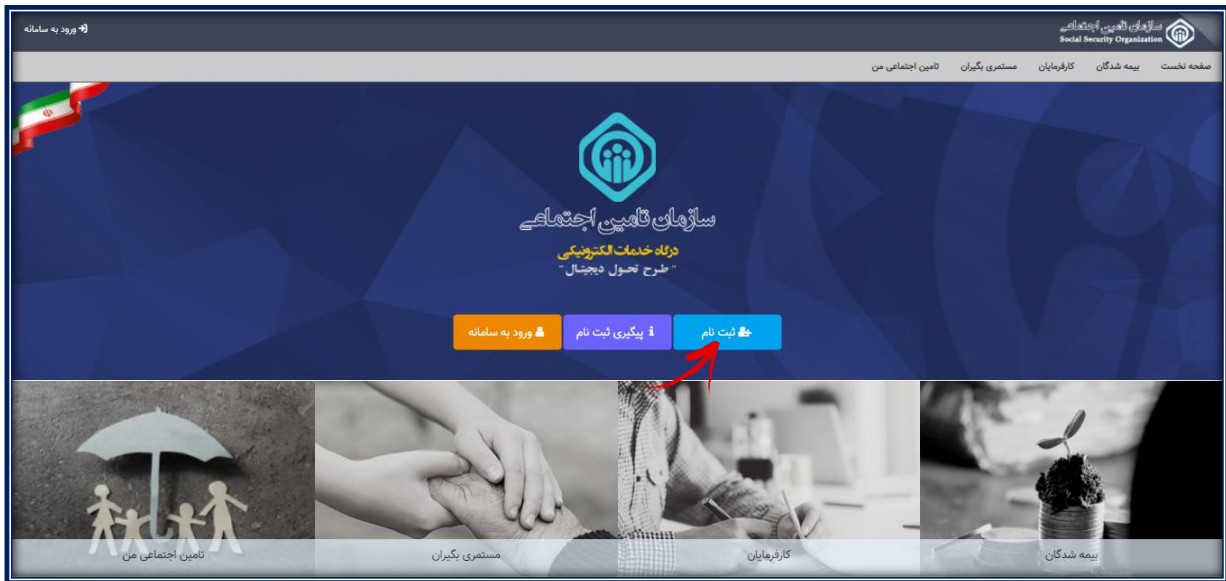 سازمان تامین اجتماعی
Social Security Organization
ورود به سامانه
صفحه نخست
بیمه شدگان
کارفرمایان
مستمری بگیران
تامین اجتماعی من
سازمان تامین اجتماعی
درگاه خدمات الکترونیکی
" طرح تحول دیجیتال "
ثبت نام
پیگیری ثبت نام
ورود به سامانه
بیمه شدگان
کارفرمایان
مستمری بگیران
تامین اجتماعی من